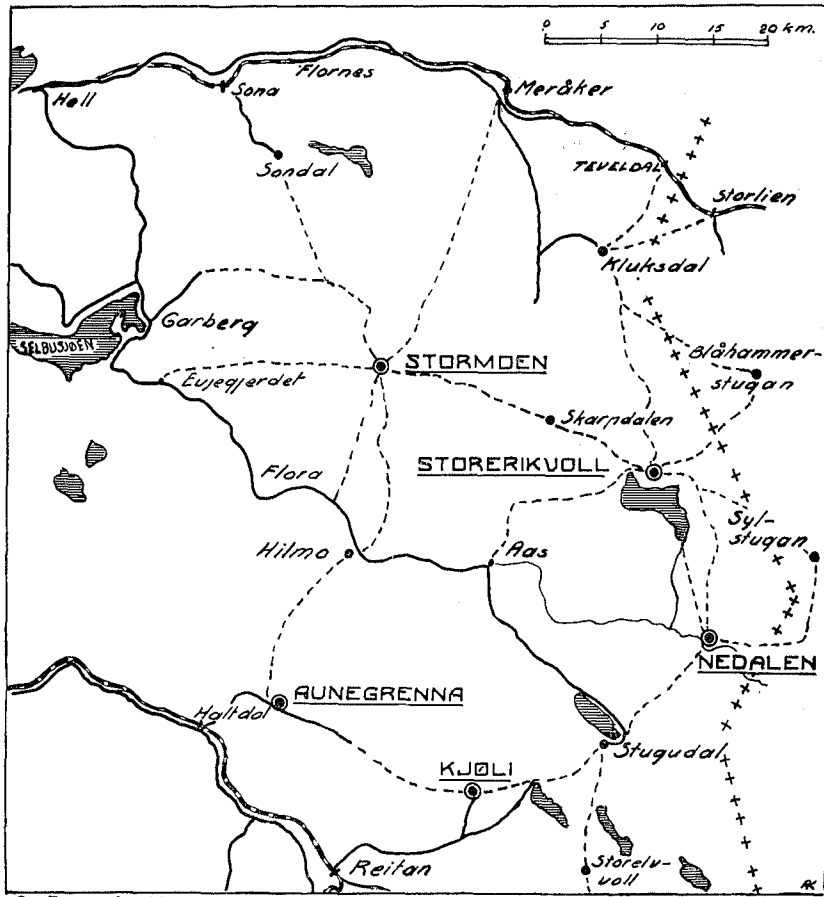 0 5 10 15 20 km.
Hell
Sona
Flornes
Meråker
Sondal
TEVELDAL
Storlien
Kluksdal
Garberg
SELBUSJØEN
STORMOEN
Blåhammer-
stugan
Evjegjerdet
Skarpdalen
STORERIKVOLL
Flora
Syl-
stugan
Hilmo
Aas
NEDALEN
AUNEGRENNA
Haltdal
Stugudal
KJØLI
Reitan
Storelv-
voll
AK